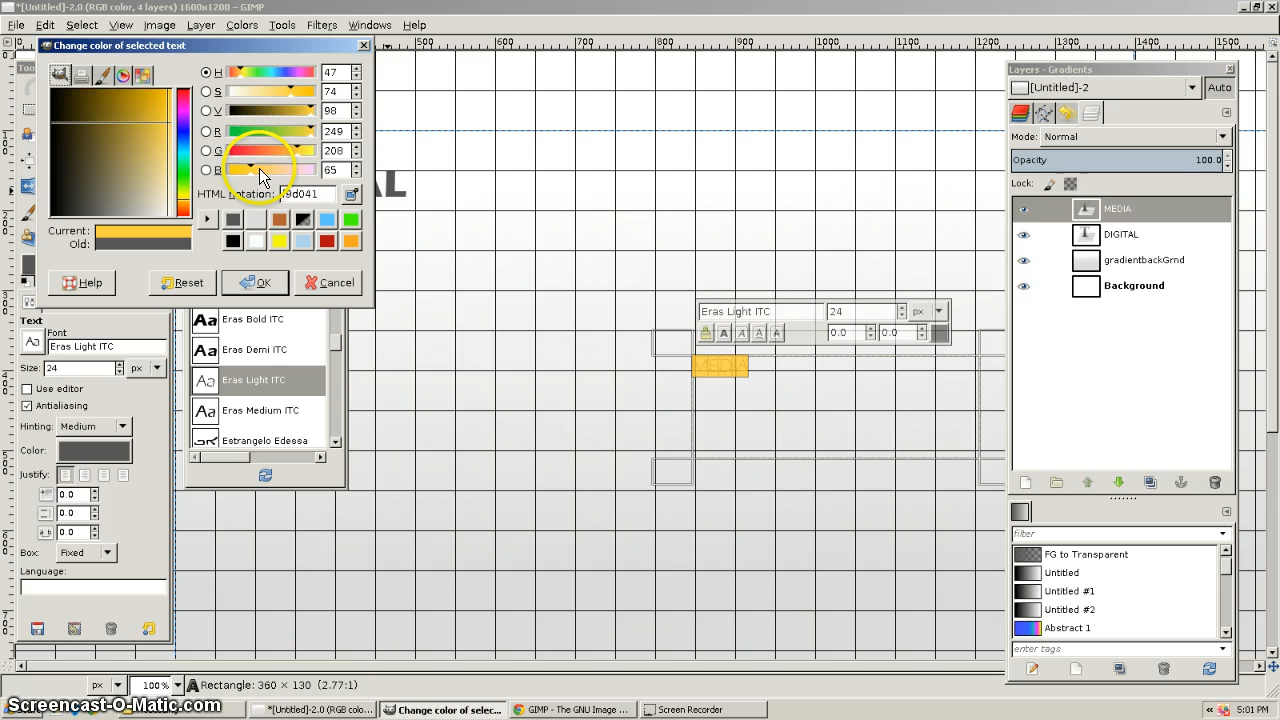 *[Untitled]-2.0 (RGB color, 4 layers) 1600x1200 – GIMP
File Edit Select View Image Layer Colors Tools Filters Windows Help
Change color of selected text
H 47
S 74
V 98
R 249
G 208
B 65
HTML notation: f9d041
Current:
Old:
Help Reset OK Cancel
Text
Font
Eras Light ITC
Size: 24 px
Use editor
Antialiasing
Hinting: Medium
Color:
Justify:
0.0
0.0
0.0
Box: Fixed
Language:
Eras Bold ITC
Eras Demi ITC
Eras Light ITC
Eras Medium ITC
Estrangelo Edessa
500 600 700 800 900 1000 1100 1200 1300 1400 1500
AL
Eras Light ITC 24 px
0.0 0.0
MEDIA
Layers - Gradients
[Untitled]-2 Auto
Mode: Normal
Opacity 100.0
Lock:
MEDIA
DIGITAL
gradientbackGrnd
Background
filter
FG to Transparent
Untitled
Untitled #1
Untitled #2
Abstract 1
enter tags
px 100% Rectangle: 360 × 130 (2.77:1)
Screencast-O-Matic.com
*[Untitled]-2.0 (RGB colo... Change color of selec... GIMP - The GNU Image ... Screen Recorder 5:01 PM